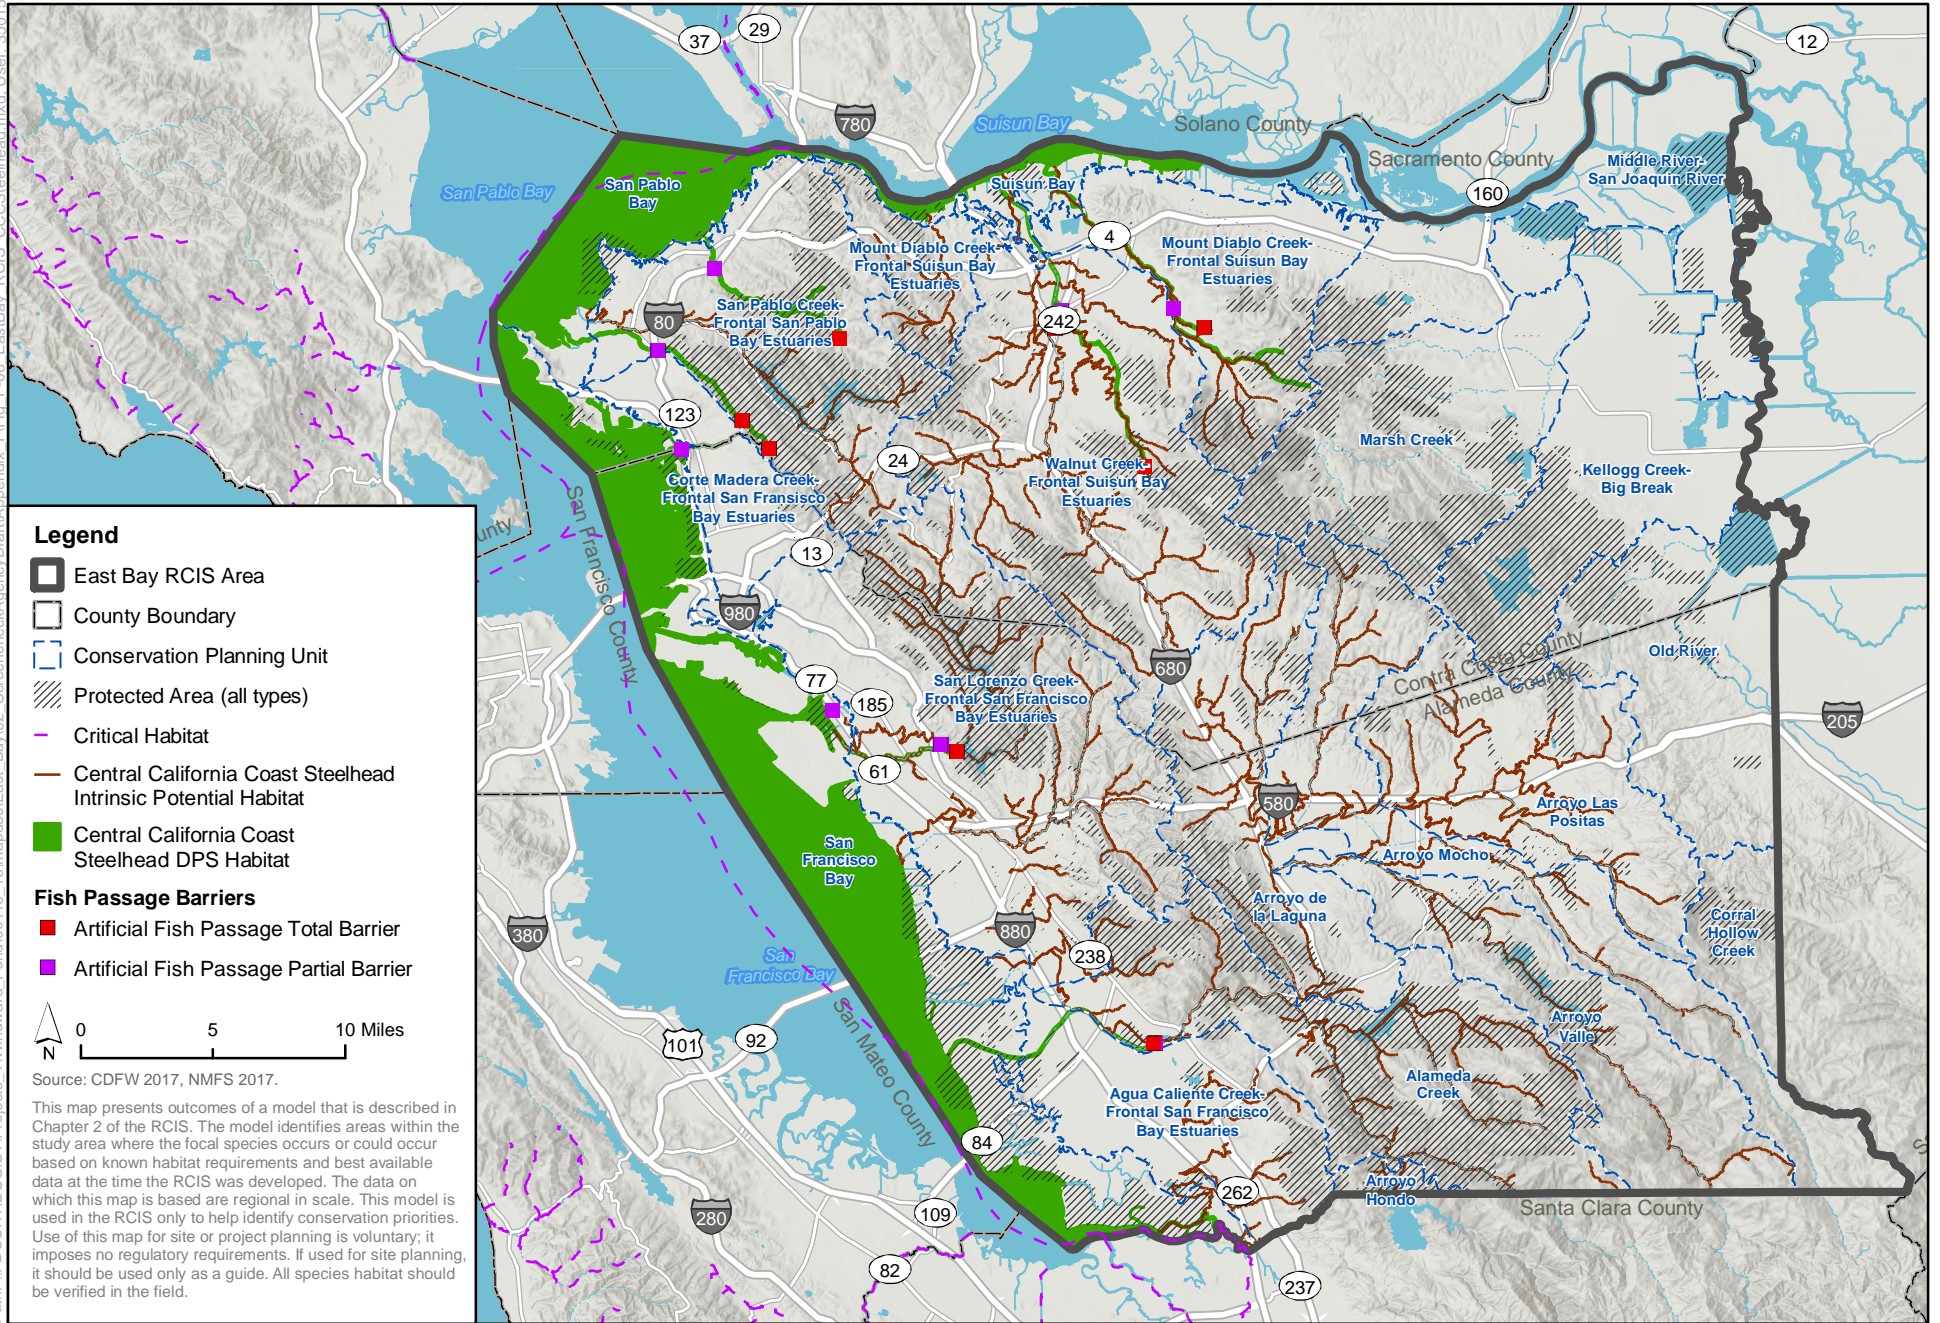 37
29
12
780
Suisun Bay
Solano County
Sacramento County
Middle River-
San Joaquin River
160
San Pablo Bay
San Pablo
Bay
Suisun Bay
4
Mount Diablo Creek-
Frontal Suisun Bay
Estuaries
Mount Diablo Creek-
Frontal Suisun Bay
Estuaries
San Pablo Creek-
Frontal San Pablo
Bay Estuaries
80
242
123
24
Marsh Creek
Walnut Creek-
Frontal Suisun Bay
Estuaries
Kellogg Creek-
Big Break
Corte Madera Creek-
Frontal San Fransisco
Bay Estuaries
San Francisco County
13
980
680
Contra Costa County
Alameda County
Old River
77
185
San Lorenzo Creek-
Frontal San Francisco
Bay Estuaries
205
61
580
Arroyo Las
Positas
San
Francisco
Bay
Arroyo Mocho
Arroyo de
la Laguna
Corral
Hollow
Creek
380
880
238
San
Francisco Bay
San Mateo County
101
92
Arroyo
Valle
Alameda
Creek
Agua Caliente Creek-
Frontal San Francisco
Bay Estuaries
84
Arroyo
Hondo
262
Santa Clara County
280
109
82
237
Legend
East Bay RCIS Area
County Boundary
Conservation Planning Unit
Protected Area (all types)
Critical Habitat
Central California Coast Steelhead
Intrinsic Potential Habitat
Central California Coast
Steelhead DPS Habitat
Fish Passage Barriers
Artificial Fish Passage Total Barrier
Artificial Fish Passage Partial Barrier
N
0 5 10 Miles
Source: CDFW 2017, NMFS 2017.
This map presents outcomes of a model that is described in
Chapter 2 of the RCIS. The model identifies areas within the
study area where the focal species occurs or could occur
based on known habitat requirements and best available
data at the time the RCIS was developed. The data on
which this map is based are regional in scale. This model is
used in the RCIS only to help identify conservation priorities.
Use of this map for site or project planning is voluntary; it
imposes no regulatory requirements. If used for site planning,
it should be used only as a guide. All species habitat should
be verified in the field.